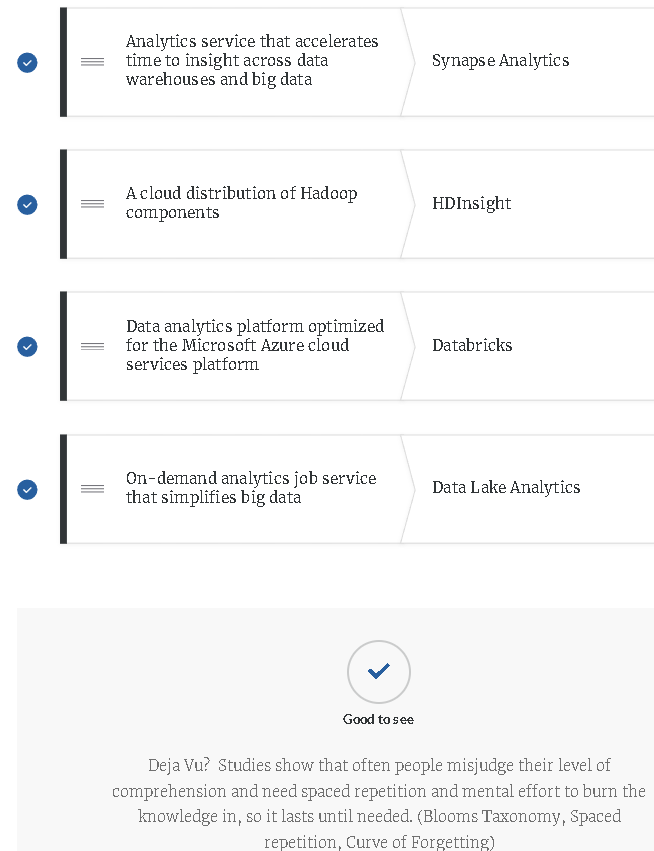 Analytics service that accelerates
time to insight across data
warehouses and big data
Synapse Analytics
A cloud distribution of Hadoop
components
HDInsight
Data analytics platform optimized
for the Microsoft Azure cloud
services platform
Databricks
On-demand analytics job service
that simplifies big data
Data Lake Analytics
Good to see
Deja Vu? Studies show that often people misjudge their level of
comprehension and need spaced repetition and mental effort to burn the
knowledge in, so it lasts until needed. (Blooms Taxonomy, Spaced
repetition, Curve of Forgetting)